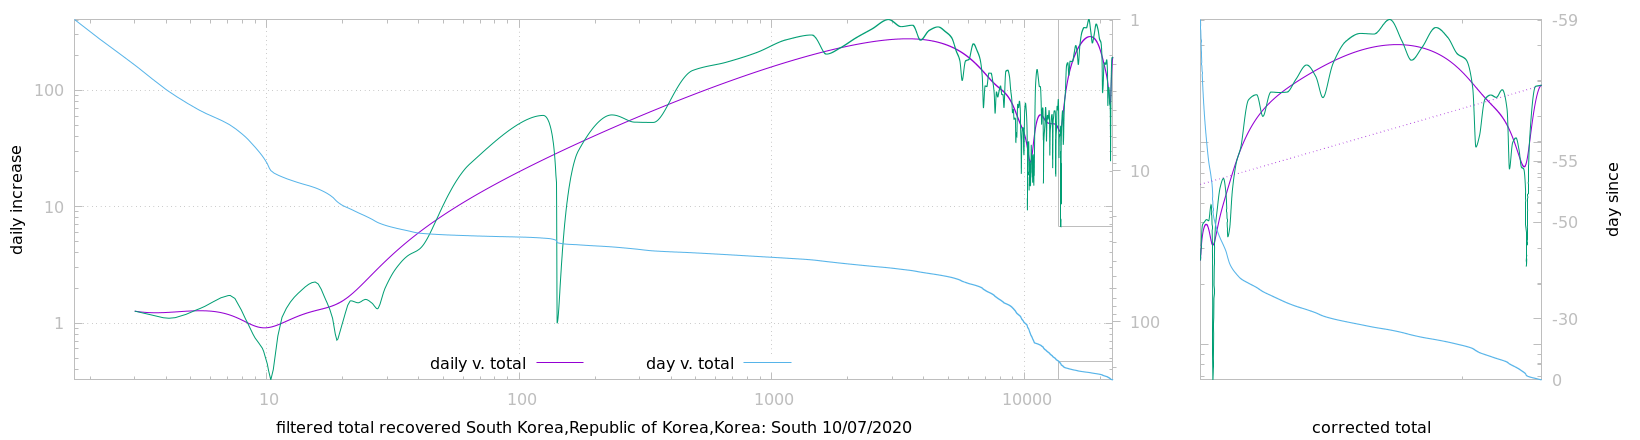 daily increase
100
10
1
daily v. total
day v. total
10
100
1000
10000
1
10
100
filtered total recovered South Korea,Republic of Korea,Korea: South 10/07/2020
-59
-55
-50
-30
0
day since
corrected total